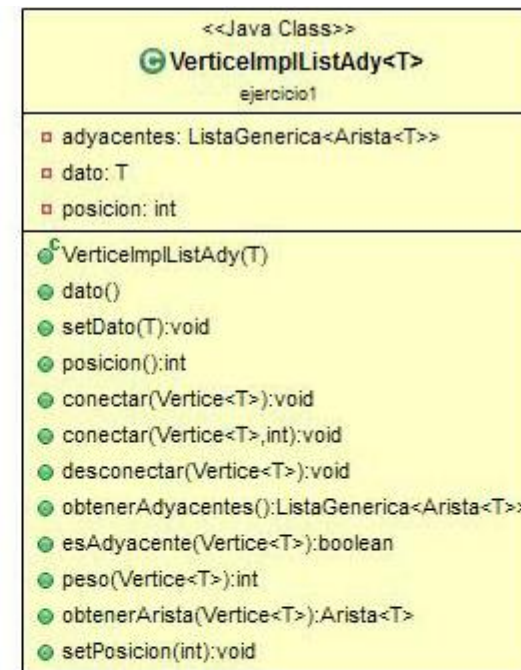 <<Java Class>>
VerticeImplListAdy<T>
ejercicio1
adyacentes: ListaGenerica<Arista<T>>
dato: T
posicion: int
VerticeImplListAdy(T)
dato()
setDato(T):void
posicion():int
conectar(Vertice<T>):void
conectar(Vertice<T>,int):void
desconectar(Vertice<T>):void
obtenerAdyacentes():ListaGenerica<Arista<T>>
esAdyacente(Vertice<T>):boolean
peso(Vertice<T>):int
obtenerArista(Vertice<T>):Arista<T>
setPosicion(int):void